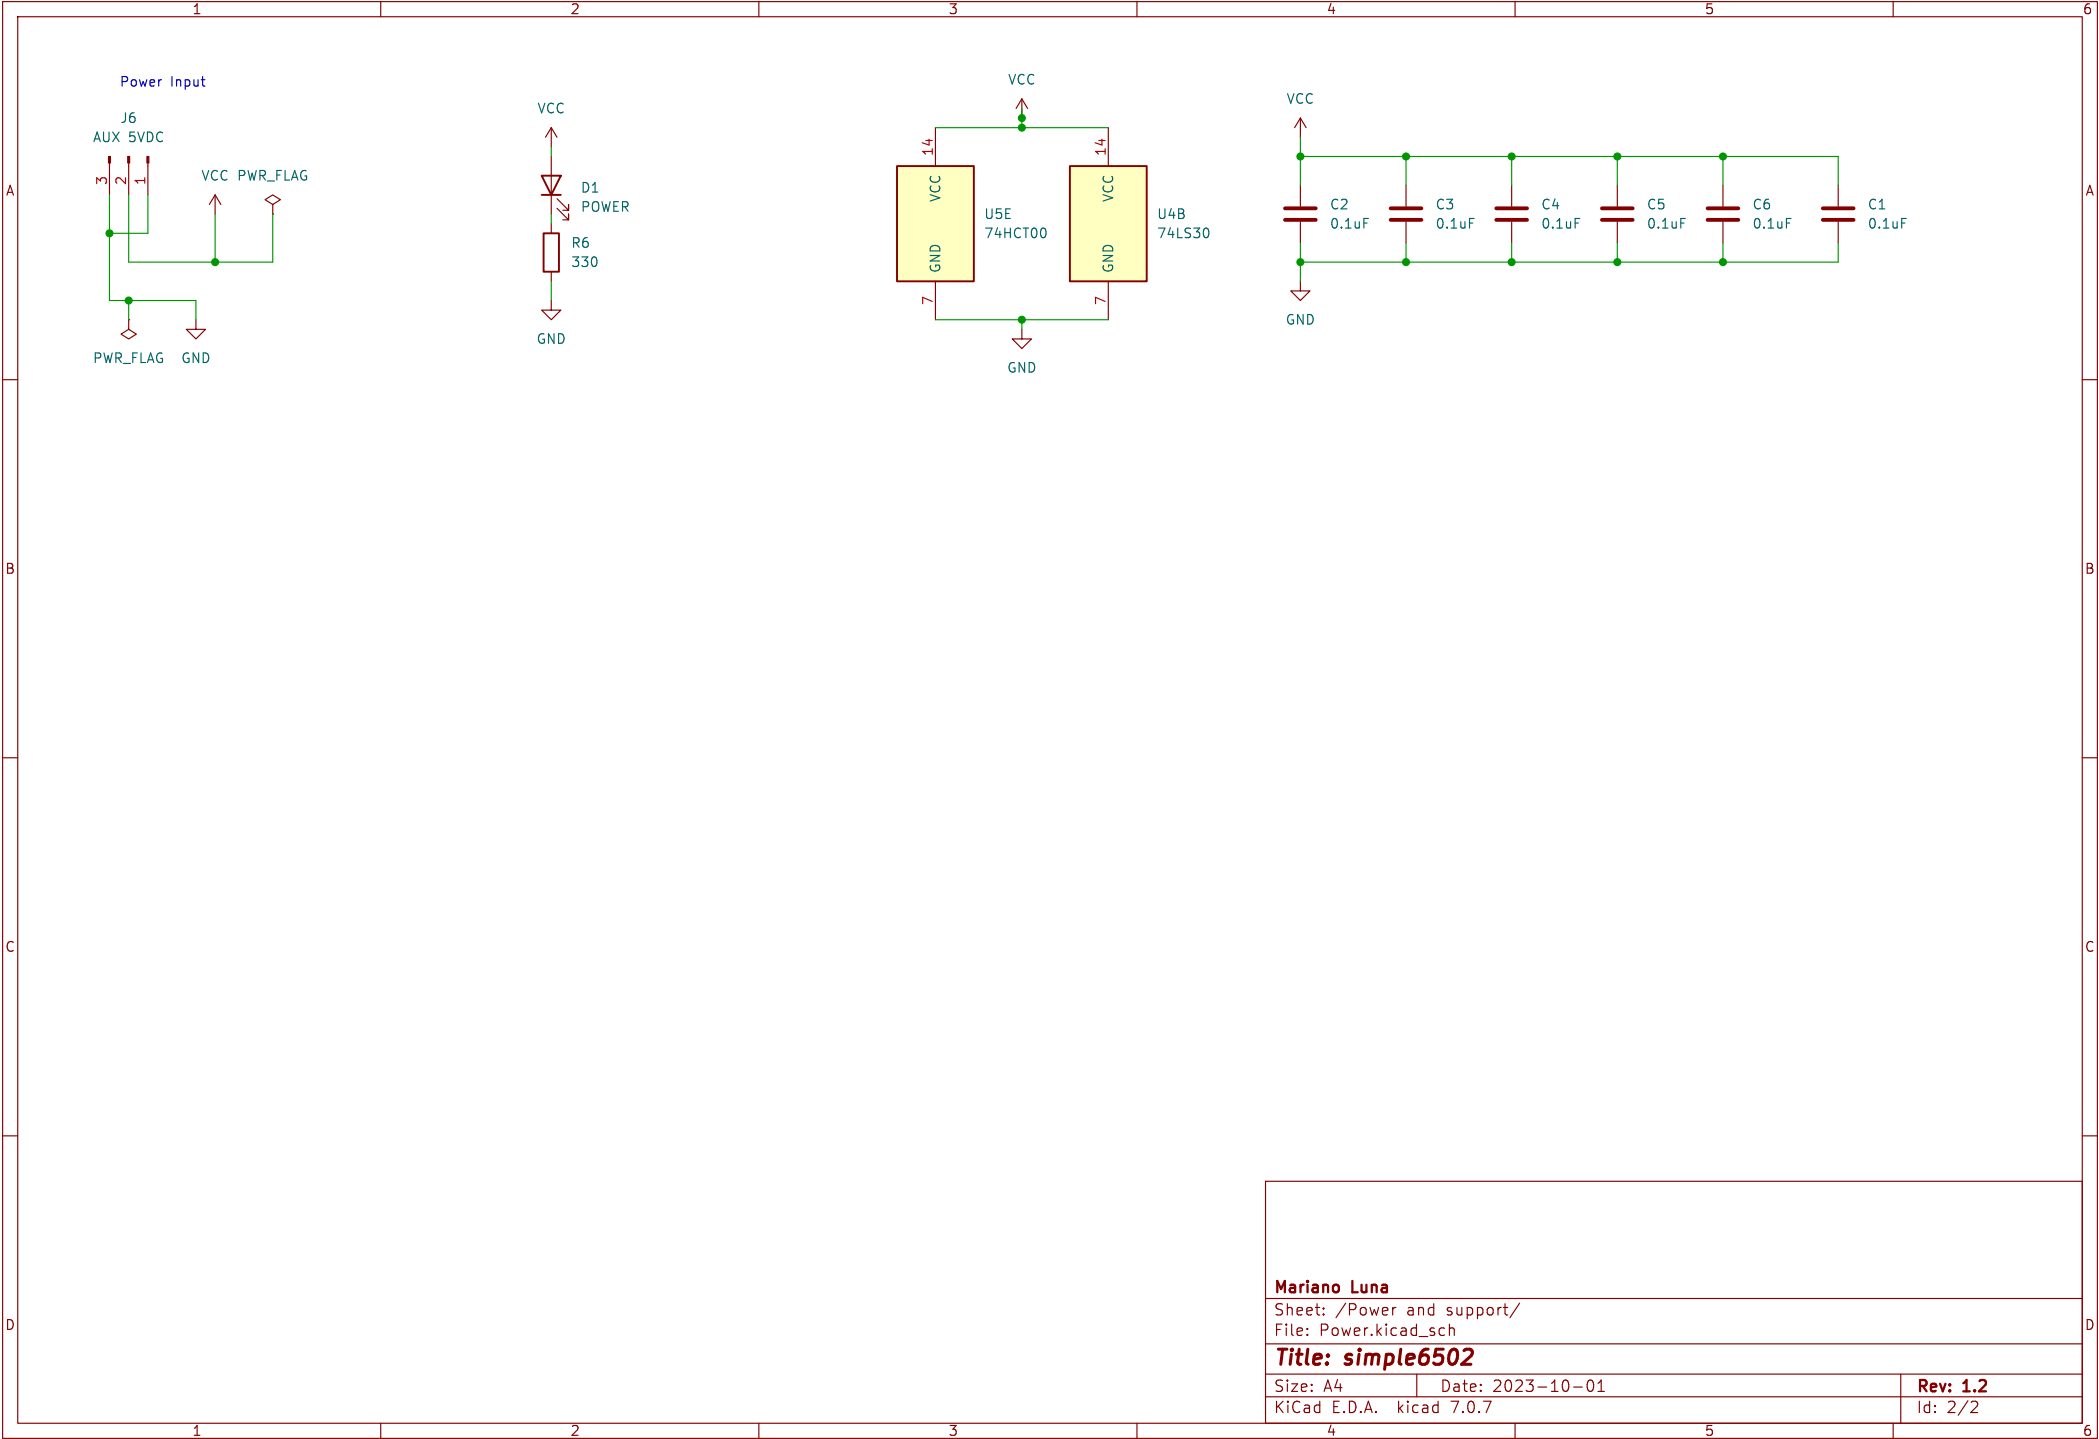 1 2 3 4 5 6
Power Input
J6
AUX 5VDC
3 2 1
VCC PWR_FLAG
PWR_FLAG GND
VCC
D1
POWER
R6
330
GND
VCC
14 14
VCC VCC
U5E
74HCT00
U4B
74LS30
GND GND
7 7
GND
VCC
C2
0.1uF
C3
0.1uF
C4
0.1uF
C5
0.1uF
C6
0.1uF
C1
0.1uF
GND
A A
B B
C C
D D
Mariano Luna
Sheet: /Power and support/
File: Power.kicad_sch
Title: simple6502
Size: A4 Date: 2023-10-01 Rev: 1.2
KiCad E.D.A. kicad 7.0.7 Id: 2/2
1 2 3 4 5 6